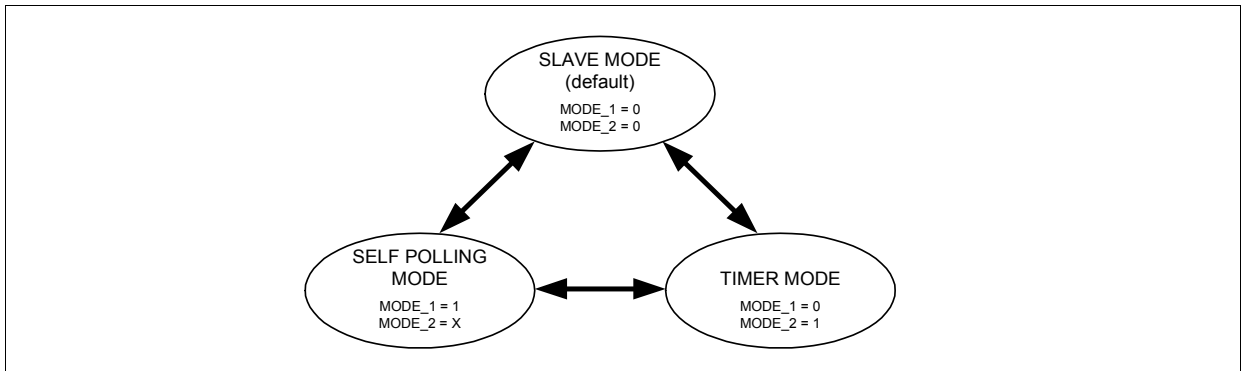 SLAVE MODE
(default)
MODE_1 = 0
MODE_2 = 0
SELF POLLING
MODE
MODE_1 = 1
MODE_2 = X
TIMER MODE
MODE_1 = 0
MODE_2 = 1